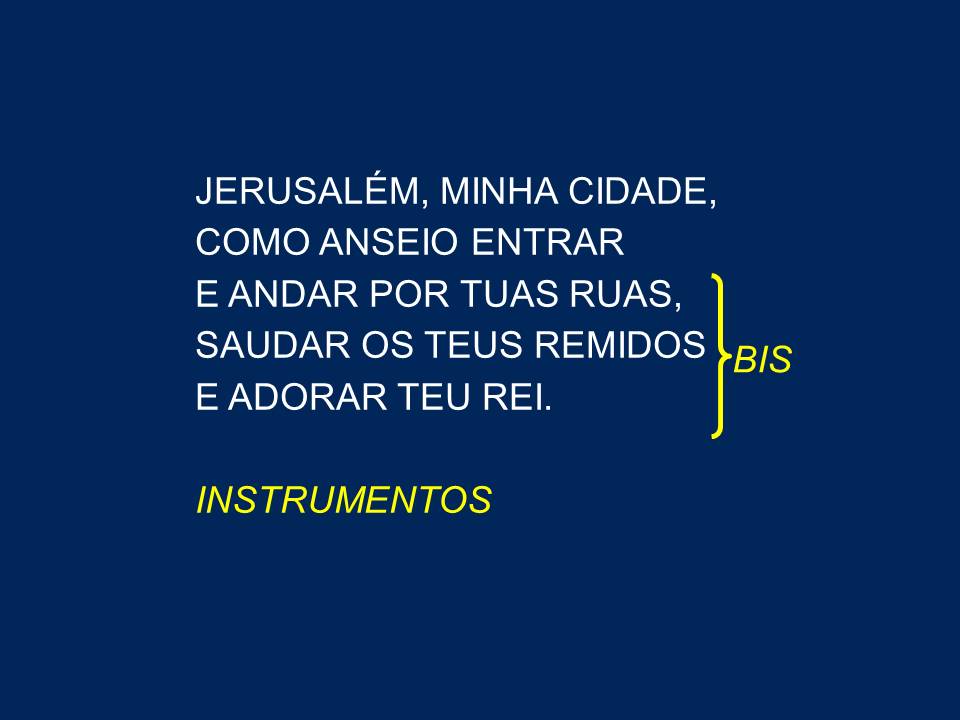 JERUSALÉM, MINHA CIDADE,
COMO ANSEIO ENTRAR
E ANDAR POR TUAS RUAS,
SAUDAR OS TEUS REMIDOS
BIS
E ADORAR TEU REI.
INSTRUMENTOS